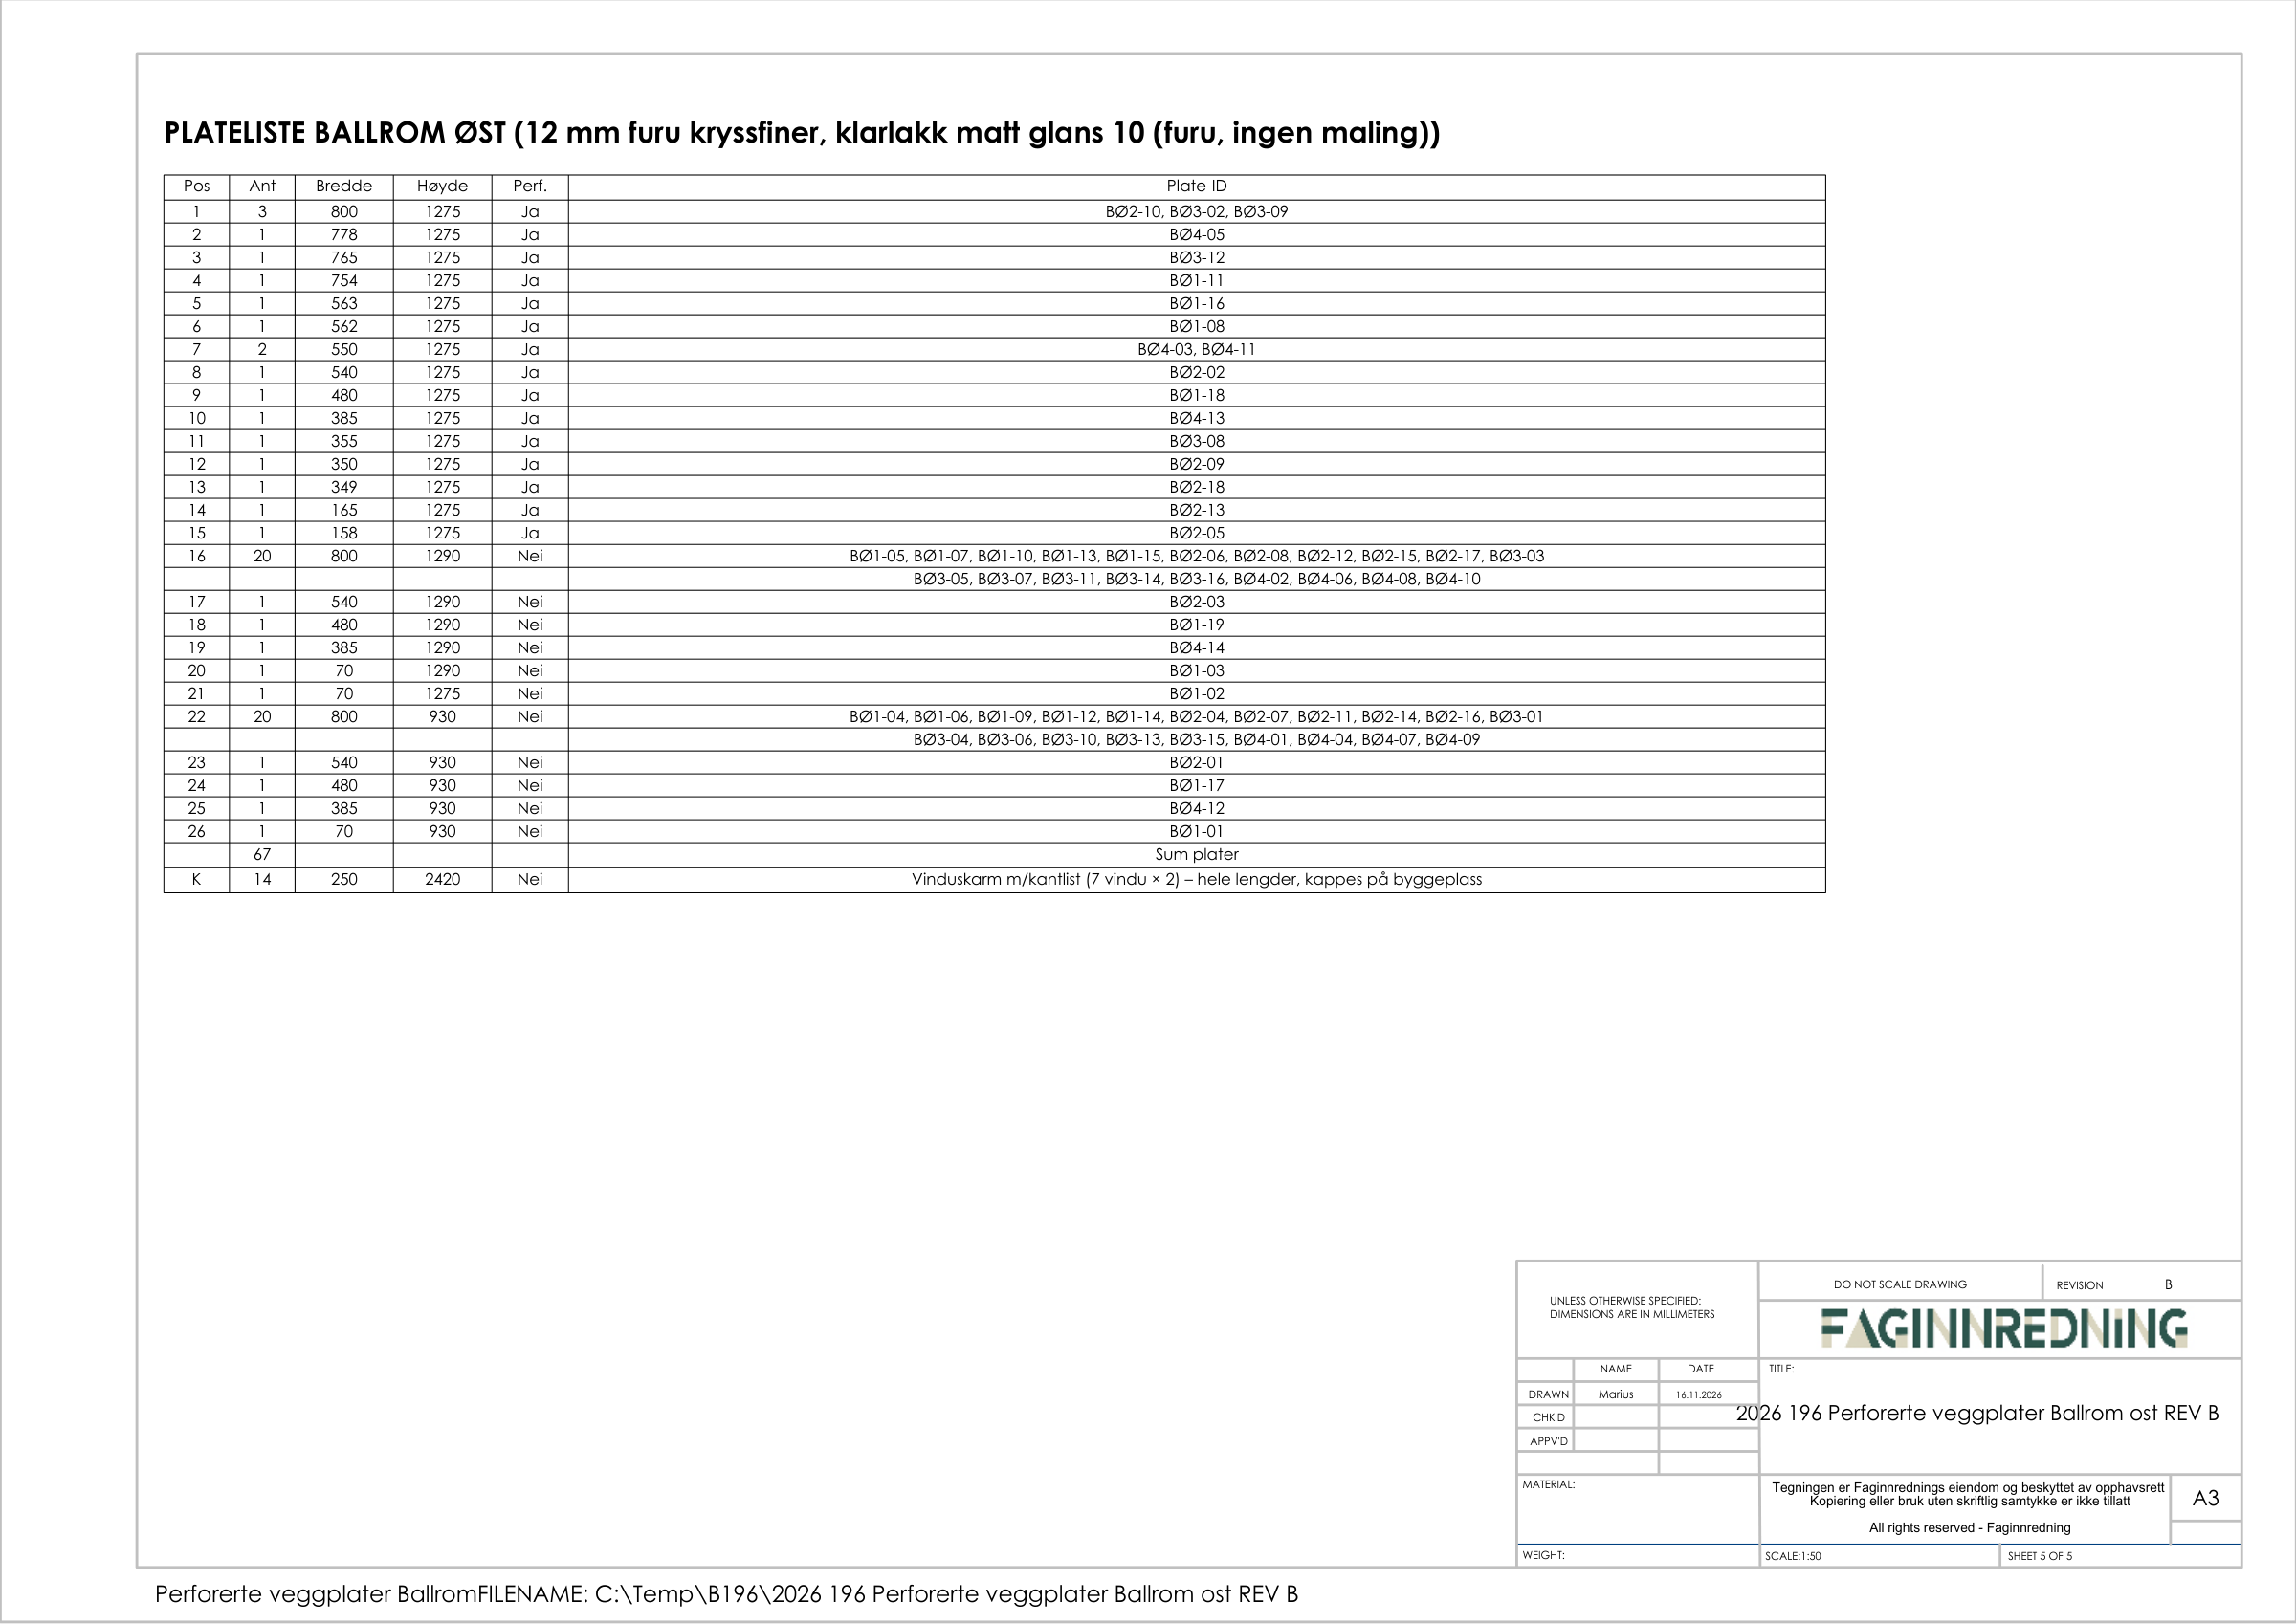 PLATELISTE BALLROM ØST (12 mm furu kryssfiner, klarlakk matt glans 10 (furu, ingen maling))
Pos Ant Bredde Høyde Perf. Plate-ID
1 3 800 1275 Ja BØ2-10, BØ3-02, BØ3-09
2 1 778 1275 Ja BØ4-05
3 1 765 1275 Ja BØ3-12
4 1 754 1275 Ja BØ1-11
5 1 563 1275 Ja BØ1-16
6 1 562 1275 Ja BØ1-08
7 2 550 1275 Ja BØ4-03, BØ4-11
8 1 540 1275 Ja BØ2-02
9 1 480 1275 Ja BØ1-18
10 1 385 1275 Ja BØ4-13
11 1 355 1275 Ja BØ3-08
12 1 350 1275 Ja BØ2-09
13 1 349 1275 Ja BØ2-18
14 1 165 1275 Ja BØ2-13
15 1 158 1275 Ja BØ2-05
16 20 800 1290 Nei BØ1-05, BØ1-07, BØ1-10, BØ1-13, BØ1-15, BØ2-06, BØ2-08, BØ2-12, BØ2-15, BØ2-17, BØ3-03
BØ3-05, BØ3-07, BØ3-11, BØ3-14, BØ3-16, BØ4-02, BØ4-06, BØ4-08, BØ4-10
17 1 540 1290 Nei BØ2-03
18 1 480 1290 Nei BØ1-19
19 1 385 1290 Nei BØ4-14
20 1 70 1290 Nei BØ1-03
21 1 70 1275 Nei BØ1-02
22 20 800 930 Nei BØ1-04, BØ1-06, BØ1-09, BØ1-12, BØ1-14, BØ2-04, BØ2-07, BØ2-11, BØ2-14, BØ2-16, BØ3-01
BØ3-04, BØ3-06, BØ3-10, BØ3-13, BØ3-15, BØ4-01, BØ4-04, BØ4-07, BØ4-09
23 1 540 930 Nei BØ2-01
24 1 480 930 Nei BØ1-17
25 1 385 930 Nei BØ4-12
26 1 70 930 Nei BØ1-01
67 Sum plater
K 14 250 2420 Nei Vinduskarm m/kantlist (7 vindu × 2) – hele lengder, kappes på byggeplass
UNLESS OTHERWISE SPECIFIED:
DIMENSIONS ARE IN MILLIMETERS
DO NOT SCALE DRAWING
REVISION B
FAGINNREDNING
NAME DATE
DRAWN Marius 16.11.2026
CHK'D
APPV'D
TITLE:
2026 196 Perforerte veggplater Ballrom ost REV B
MATERIAL:
Tegningen er Faginnrednings eiendom og beskyttet av opphavsrett
Kopiering eller bruk uten skriftlig samtykke er ikke tillatt
All rights reserved - Faginnredning
A3
WEIGHT:
SCALE:1:50
SHEET 5 OF 5
Perforerte veggplater BallromFILENAME: C:\Temp\B196\2026 196 Perforerte veggplater Ballrom ost REV B